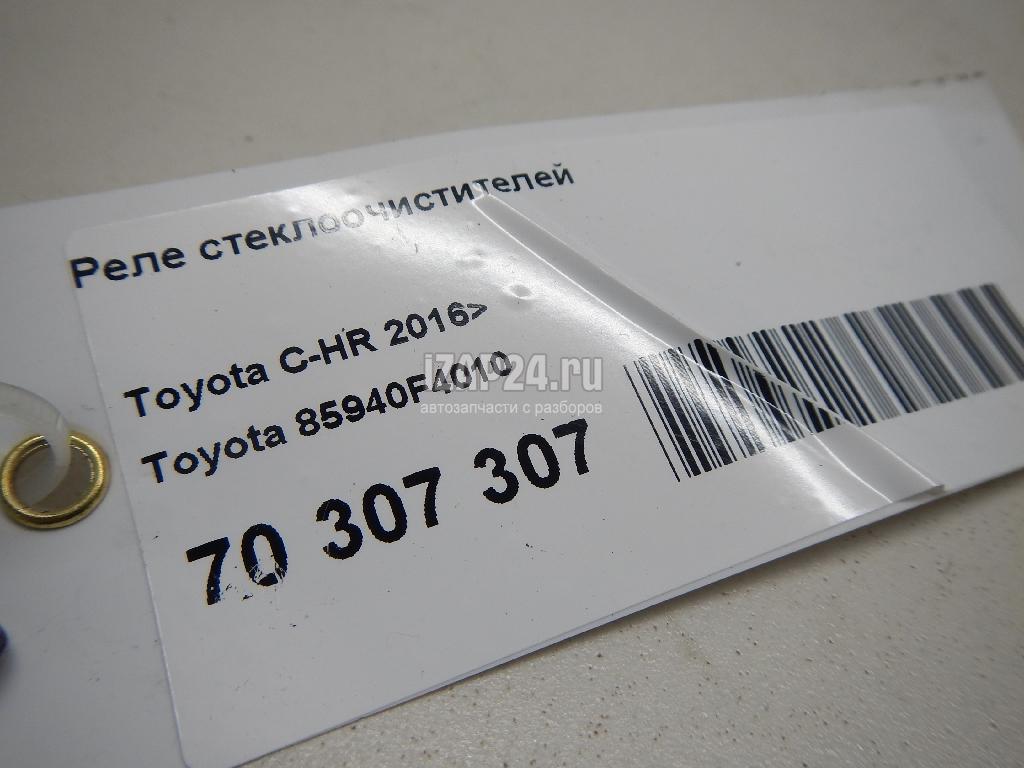 Реле стеклоочистителей
Toyota C-HR 2016>
Toyota 85940F4010
70 307 307
iZAP24.ru
автозапчасти с разборов